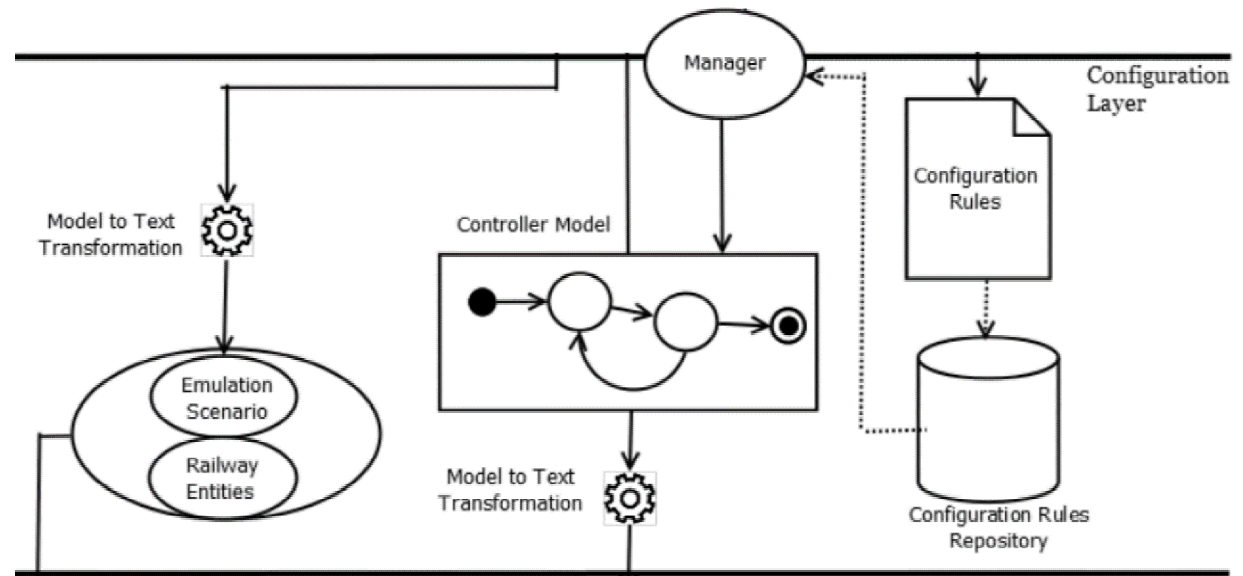 Manager
Configuration
Layer
Configuration
Rules
Model to Text
Transformation
Controller Model
Emulation
Scenario
Railway
Entities
Model to Text
Transformation
Configuration Rules
Repository